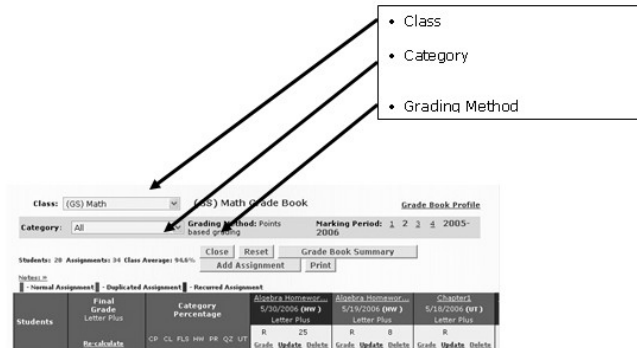 • Class
• Category
• Grading Method
Class: (GS) Math (GS) Math Grade Book Grade Book Profile
Category: All Grading Method: Points based grading Marking Period: 1 2 3 4 2005-2006
Close Reset Grade Book Summary
Students: 28 Assignments: 34 Class Average: 94.8%
Add Assignment Print
Notes:
- Normal Assignment - Duplicated Assignment - Recurred Assignment
Algebra Homewor... Algebra Homewor... Chapter1
Final Grade Category Percentage 5/30/2006 (HW) 5/19/2006 (HW) 5/18/2006 (UT)
Students Letter Plus Letter Plus Letter Plus Letter Plus
R 25 R 8 R
Re-calculate CP CL FLS HW PR QZ UT Grade Update Delete Grade Update Delete Grade Update Delete